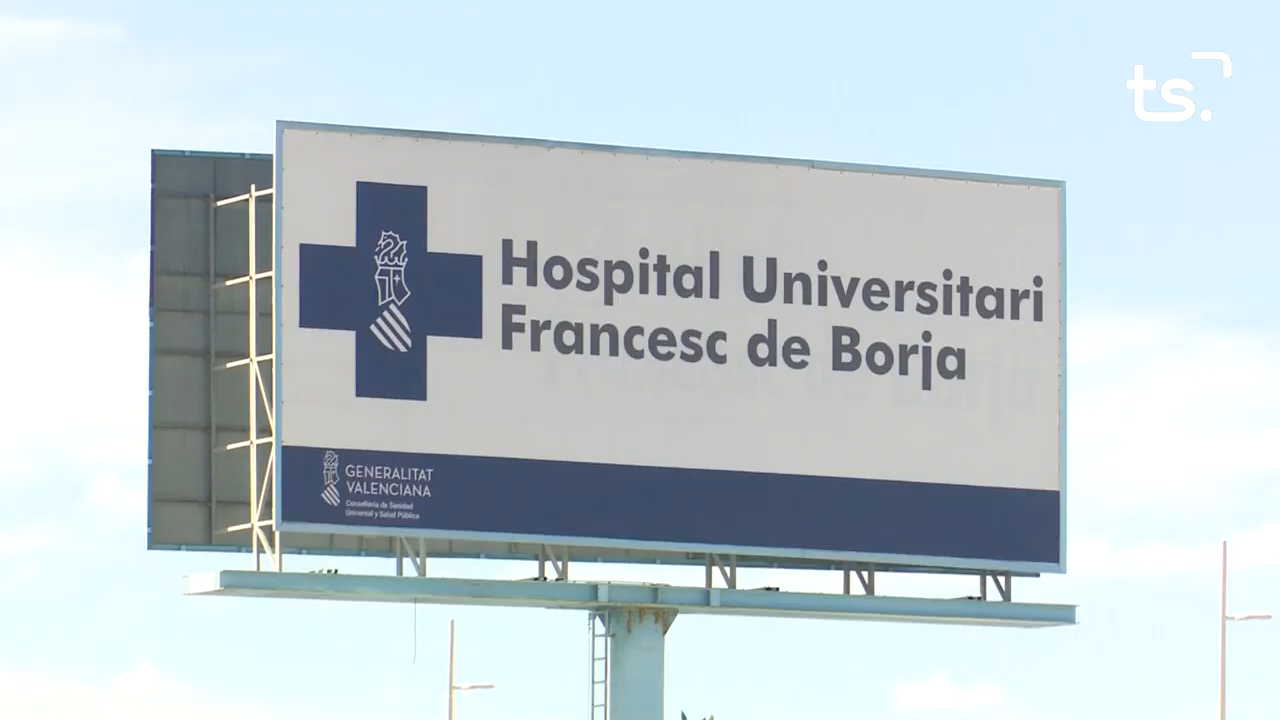 ts.
Hospital Universitari
Francesc de Borja
GENERALITAT
VALENCIANA
Conselleria de Sanidad
Universal y Salud Pública